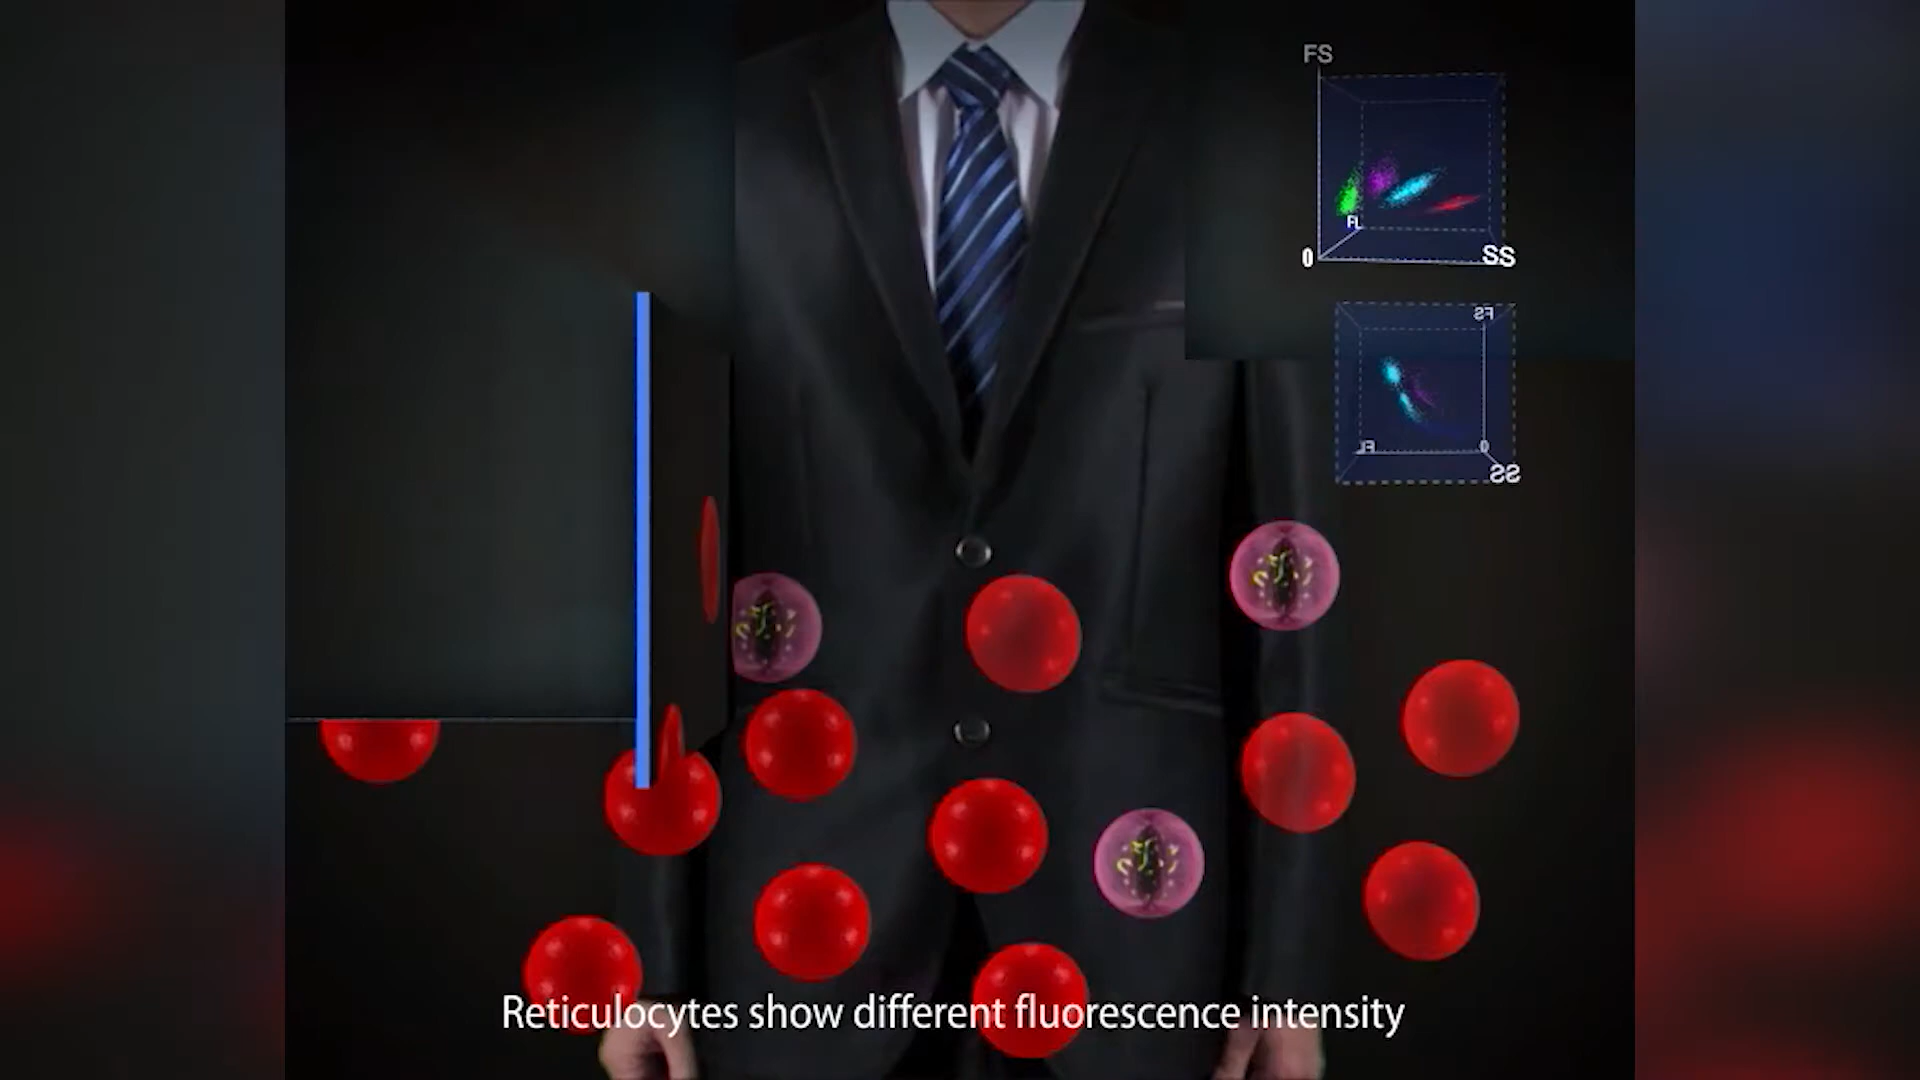 FS
FL
0
SS
FS
FL
0
SS
Reticulocytes show different fluorescence intensity